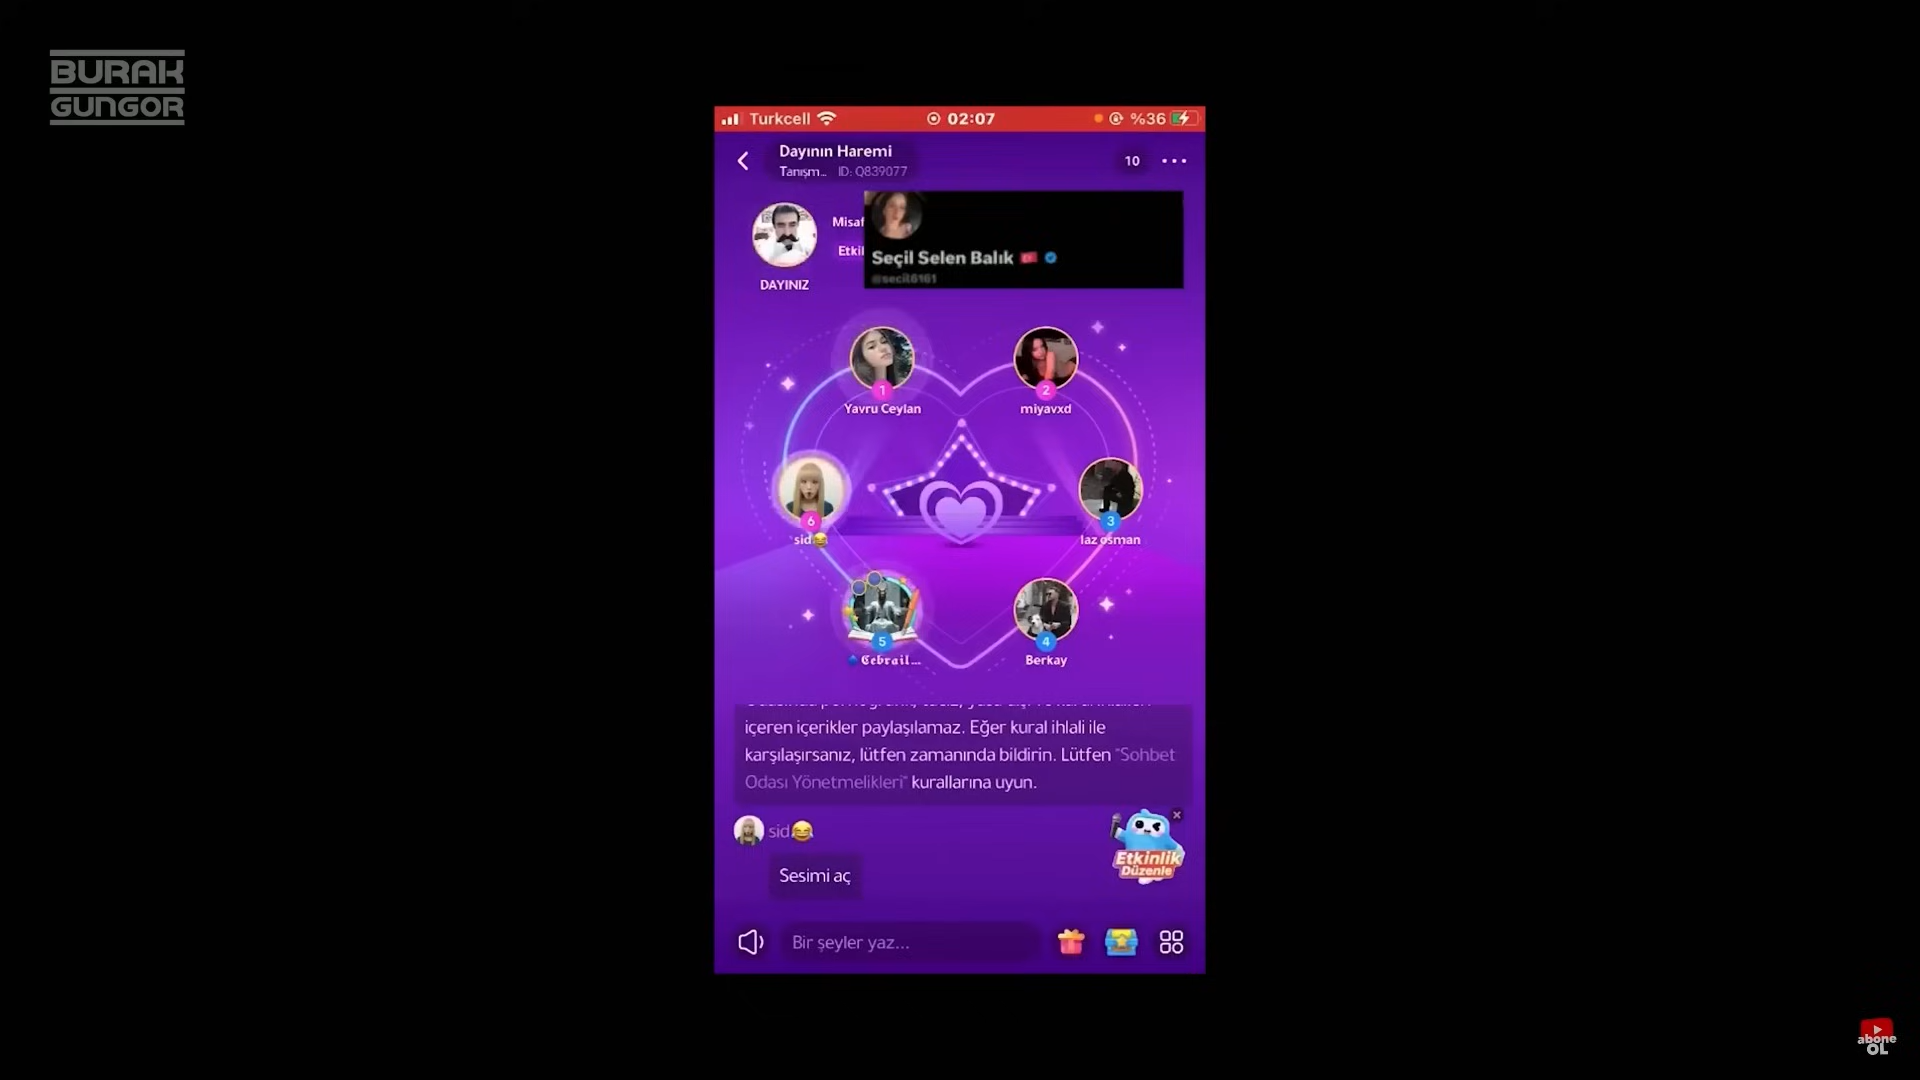 BURAK
GUNGOR
Turkcell
02:07
%36
Dayının Haremi
10
Tanışm... ID: Q839077
Misaf
Etkil
DAYINIZ
Seçil Selen Balık
@secil6161
1
Yavru Ceylan
2
miyavxd
6
sid😂
3
laz osman
5
Cebrail...
4
Berkay
içeren içerikler paylaşılamaz. Eğer kural ihlali ile
karşılaşırsanız, lütfen zamanında bildirin. Lütfen "Sohbet
Odası Yönetmelikleri" kurallarına uyun.
sid😂
Sesimi aç
Etkinlik
Düzenle
Bir şeyler yaz...
abone
OL